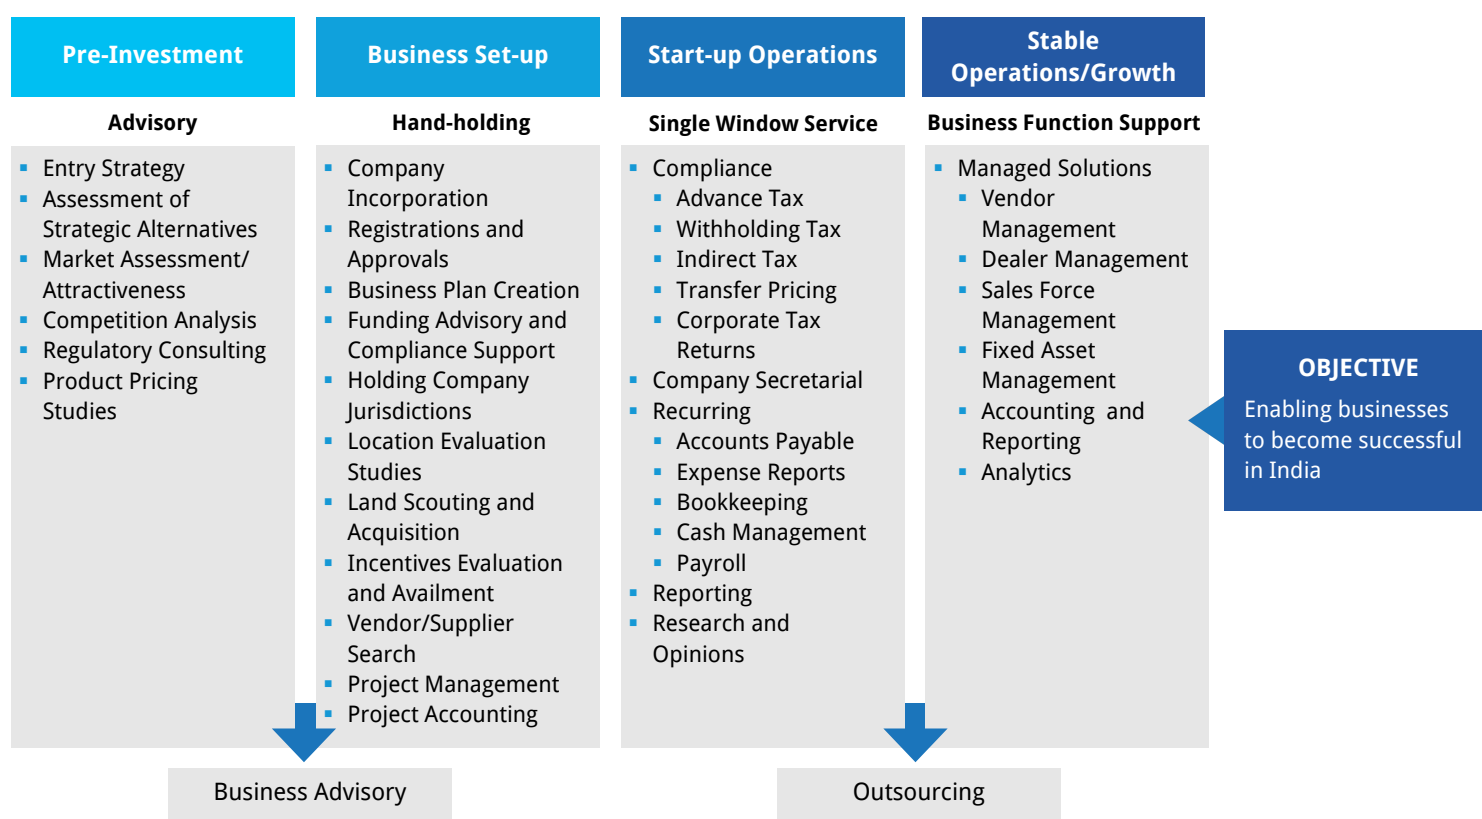 Pre-Investment
Advisory
Entry Strategy
Assessment of
Strategic Alternatives
Market Assessment/
Attractiveness
Competition Analysis
Regulatory Consulting
Product Pricing
Studies
Business Set-up
Hand-holding
Company
Incorporation
Registrations and
Approvals
Business Plan Creation
Funding Advisory and
Compliance Support
Holding Company
Jurisdictions
Location Evaluation
Studies
Land Scouting and
Acquisition
Incentives Evaluation
and Availment
Vendor/Supplier
Search
Project Management
Project Accounting
Start-up Operations
Single Window Service
Compliance
Advance Tax
Withholding Tax
Indirect Tax
Transfer Pricing
Corporate Tax
Returns
Company Secretarial
Recurring
Accounts Payable
Expense Reports
Bookkeeping
Cash Management
Payroll
Reporting
Research and
Opinions
Stable
Operations/Growth
Business Function Support
Managed Solutions
Vendor
Management
Dealer Management
Sales Force
Management
Fixed Asset
Management
Accounting and
Reporting
Analytics
OBJECTIVE
Enabling businesses
to become successful
in India
Business Advisory
Outsourcing